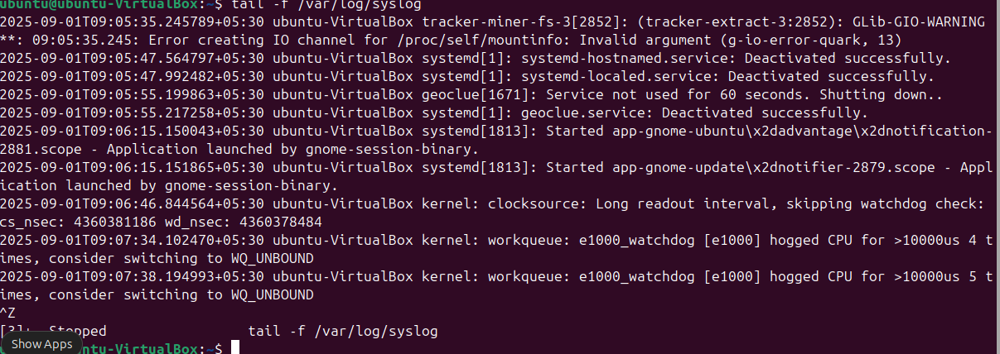 ubuntu@ubuntu-VirtualBox:~$ tail -f /var/log/syslog
2025-09-01T09:05:35.245789+05:30 ubuntu-VirtualBox tracker-miner-fs-3[2852]: (tracker-extract-3:2852): GLib-GIO-WARNING
**: 09:05:35.245: Error creating IO channel for /proc/self/mountinfo: Invalid argument (g-io-error-quark, 13)
2025-09-01T09:05:47.564797+05:30 ubuntu-VirtualBox systemd[1]: systemd-hostnamed.service: Deactivated successfully.
2025-09-01T09:05:47.992482+05:30 ubuntu-VirtualBox systemd[1]: systemd-localed.service: Deactivated successfully.
2025-09-01T09:05:55.199863+05:30 ubuntu-VirtualBox geoclue[1671]: Service not used for 60 seconds. Shutting down..
2025-09-01T09:05:55.217258+05:30 ubuntu-VirtualBox systemd[1]: geoclue.service: Deactivated successfully.
2025-09-01T09:06:15.150043+05:30 ubuntu-VirtualBox systemd[1813]: Started app-gnome-ubuntu\x2dadvantage\x2dnotification-
2881.scope - Application launched by gnome-session-binary.
2025-09-01T09:06:15.151865+05:30 ubuntu-VirtualBox systemd[1813]: Started app-gnome-update\x2dnotifier-2879.scope - Appl
ication launched by gnome-session-binary.
2025-09-01T09:06:46.844564+05:30 ubuntu-VirtualBox kernel: clocksource: Long readout interval, skipping watchdog check:
cs_nsec: 4360381186 wd_nsec: 4360378484
2025-09-01T09:07:34.102470+05:30 ubuntu-VirtualBox kernel: workqueue: e1000_watchdog [e1000] hogged CPU for >10000us 4 t
imes, consider switching to WQ_UNBOUND
2025-09-01T09:07:38.194993+05:30 ubuntu-VirtualBox kernel: workqueue: e1000_watchdog [e1000] hogged CPU for >10000us 5 t
imes, consider switching to WQ_UNBOUND
^Z
[3]+  Stopped                 tail -f /var/log/syslog
Show Apps
ntu-VirtualBox:~$